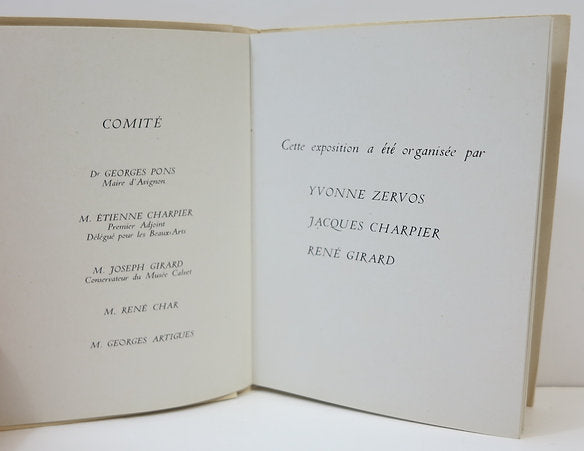 COMITÉ
Dr GEORGES PONS
Maire d'Avignon
M. ÉTIENNE CHARPIER
Premier Adjoint
Délégué pour les Beaux-Arts
M. JOSEPH GIRARD
Conservateur du Musée Calvet
M. RENÉ CHAR
M. GEORGES ARTIGUES
Cette exposition a été organisée par
YVONNE ZERVOS
JACQUES CHARPIER
RENÉ GIRARD